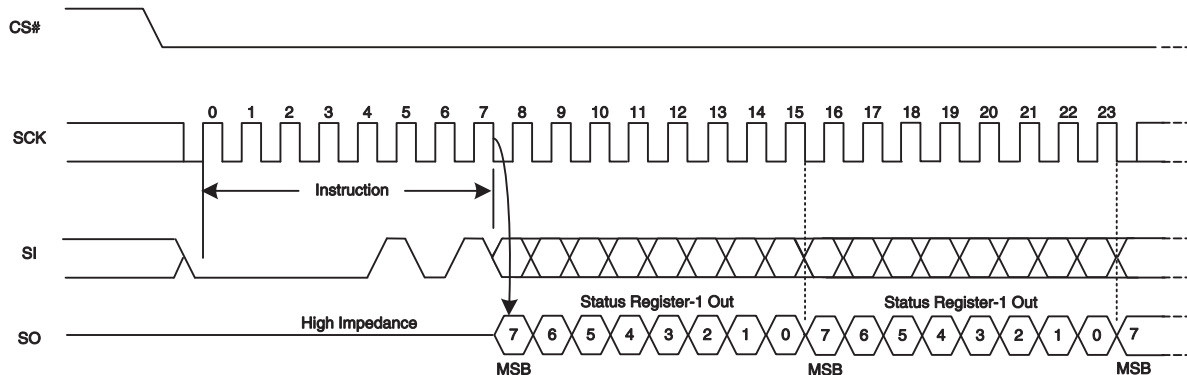 CS#
0 1 2 3 4 5 6 7 8 9 10 11 12 13 14 15 16 17 18 19 20 21 22 23
SCK
Instruction
SI
Status Register-1 Out Status Register-1 Out
High Impedance
SO 7 6 5 4 3 2 1 0 7 6 5 4 3 2 1 0 7
MSB MSB MSB